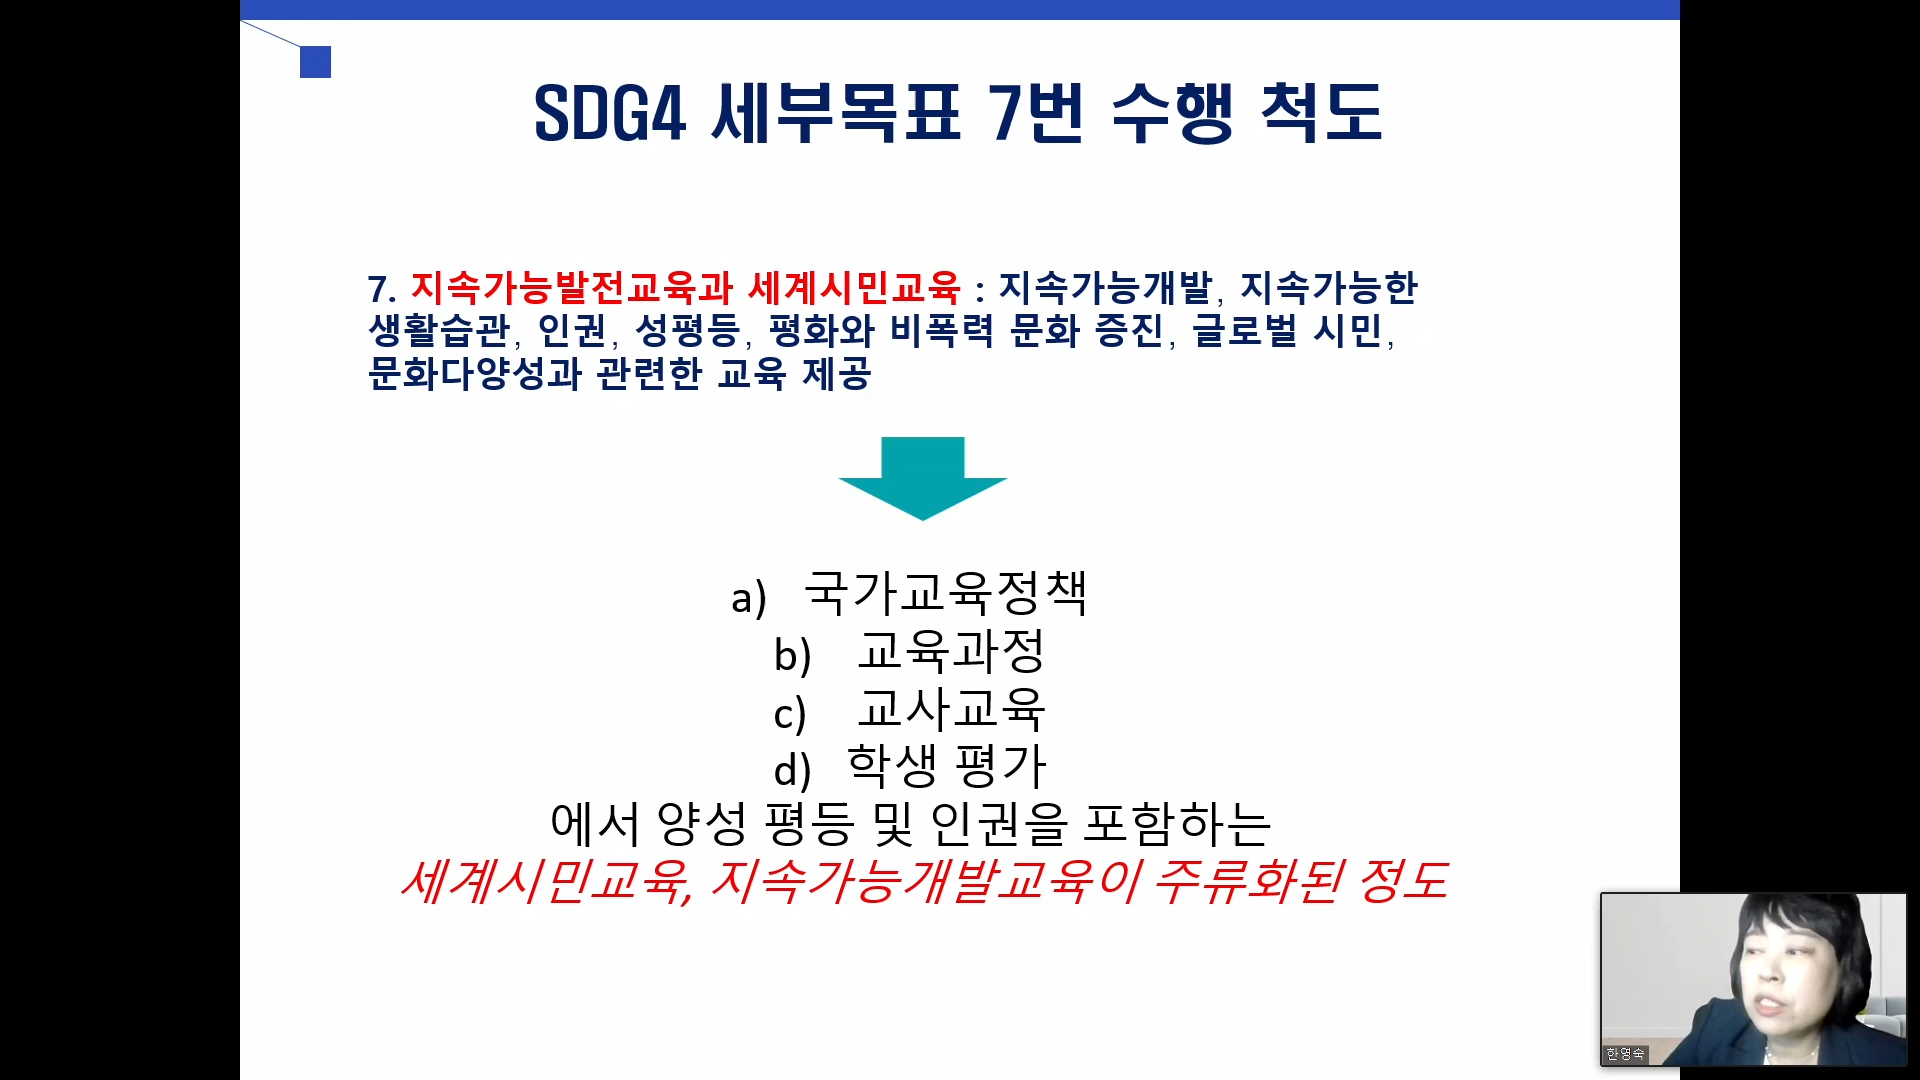 SDG4 세부목표 7번 수행 척도
7. 지속가능발전교육과 세계시민교육 : 지속가능개발, 지속가능한
생활습관, 인권, 성평등, 평화와 비폭력 문화 증진, 글로벌 시민,
문화다양성과 관련한 교육 제공
a) 국가교육정책
b) 교육과정
c) 교사교육
d) 학생 평가
에서 양성 평등 및 인권을 포함하는
세계시민교육, 지속가능개발교육이 주류화된 정도
한영숙